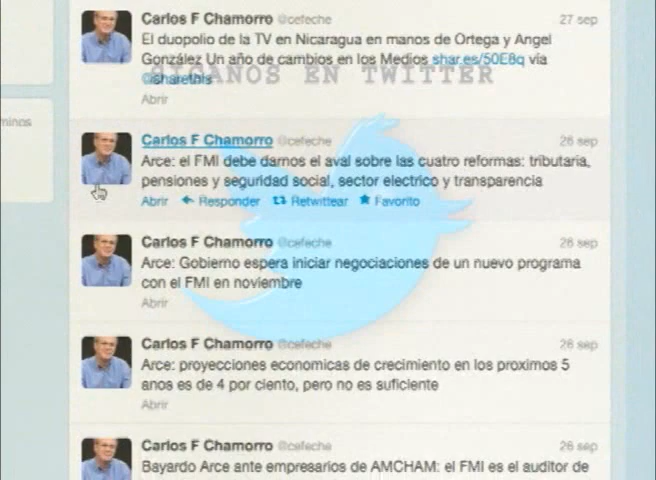 Carlos F Chamorro @cefeche 27 sep
El duopolio de la TV en Nicaragua en manos de Ortega y Angel
González Un año de cambios en los Medios shar.es/50E8q vía
@sharethis
SÍGANOS EN TWITTER
Abrir
minos
Carlos F Chamorro @cefeche 26 sep
Arce: el FMI debe darnos el aval sobre las cuatro reformas: tributaria,
pensiones y seguridad social, sector electrico y transparencia
Abrir Responder Retwittear Favorito
Carlos F Chamorro @cefeche 26 sep
Arce: Gobierno espera iniciar negociaciones de un nuevo programa
con el FMI en noviembre
Abrir
Carlos F Chamorro @cefeche 26 sep
Arce: proyecciones economicas de crecimiento en los proximos 5
anos es de 4 por ciento, pero no es suficiente
Abrir
Carlos F Chamorro @cefeche 26 sep
Bayardo Arce ante empresarios de AMCHAM: el FMI es el auditor de